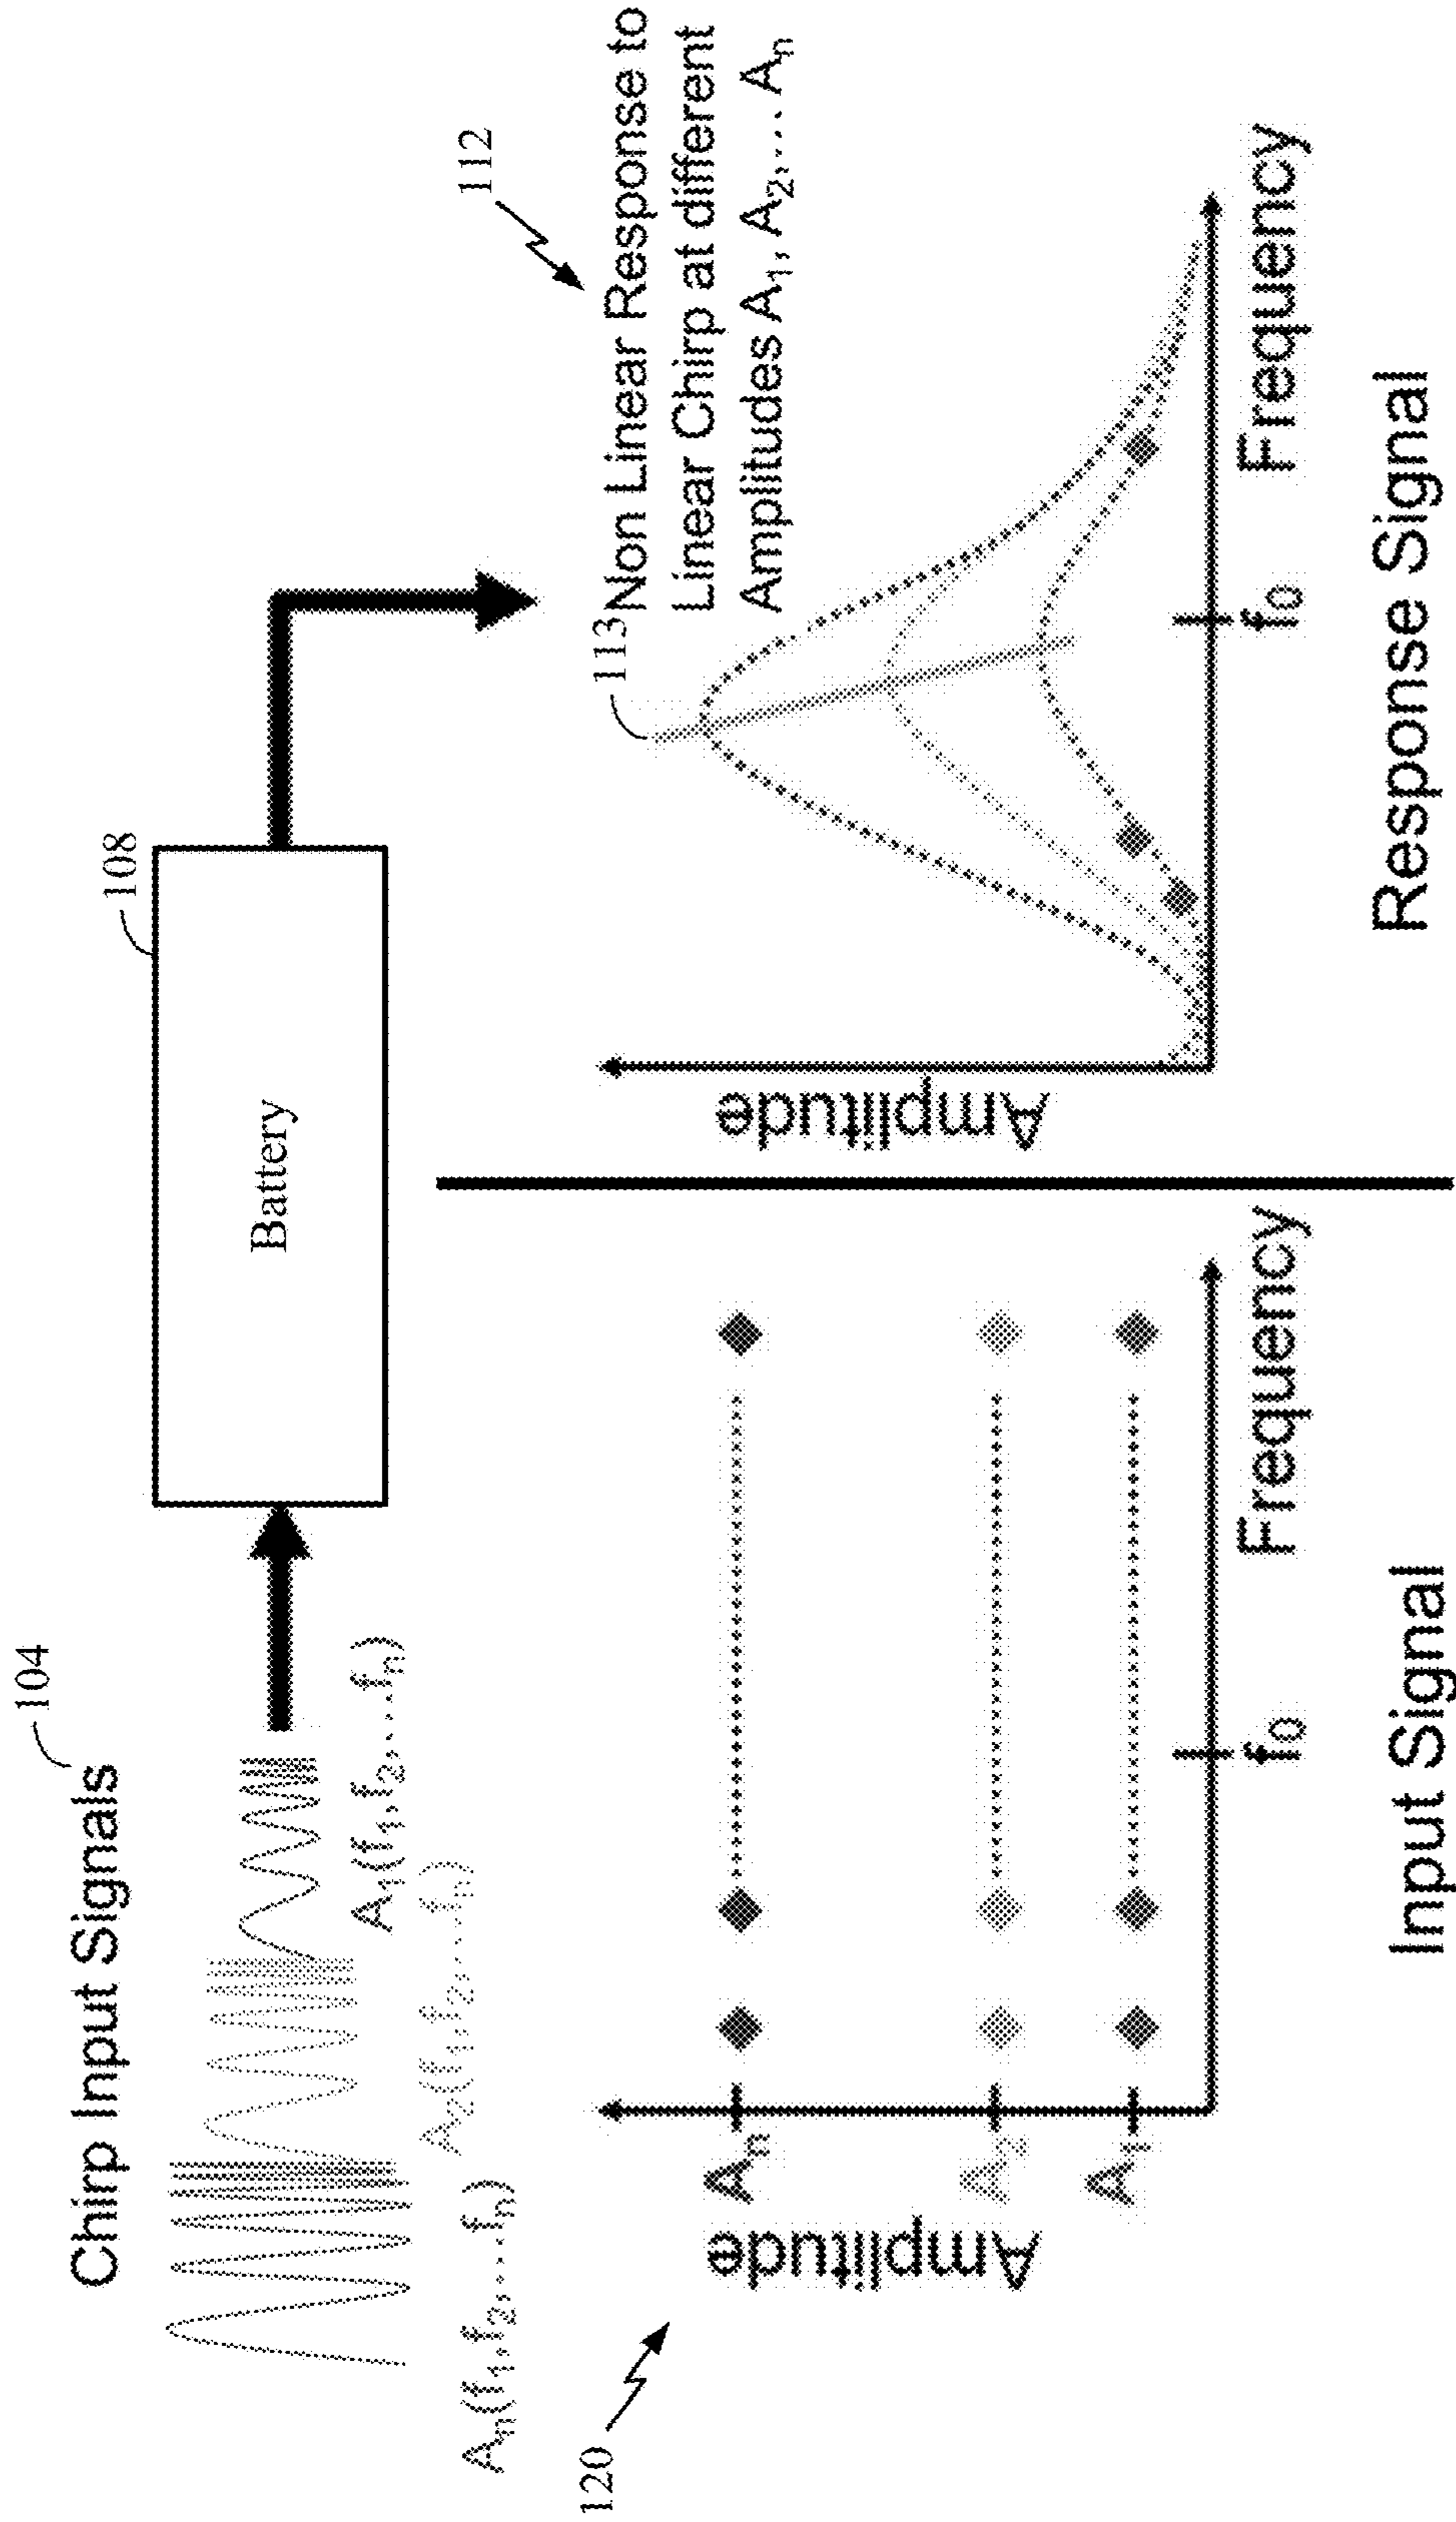 Chirp Input Signals
104
Aₙ(f₁,f₂,...fₙ)
A₂(f₁,f₂,...fₙ)
A₁(f₁,f₂,...fₙ)
Battery
108
112
113
Non Linear Response to
Linear Chirp at different
Amplitudes A₁, A₂,... Aₙ
120
Amplitude
Aₙ
A₂
A₁
f₀
Frequency
Input Signal
Amplitude
f₀
Frequency
Response Signal